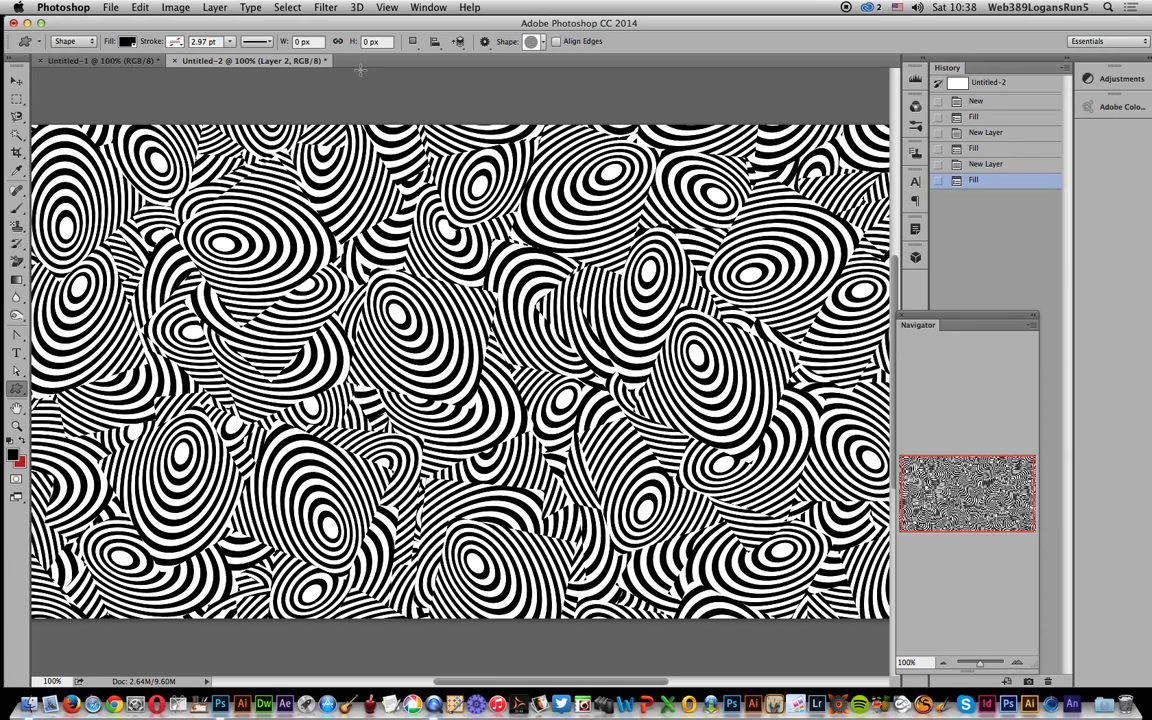 Photoshop File Edit Image Layer Type Select Filter 3D View Window Help 2 Sat 10:38 Web389LogansRun5
Adobe Photoshop CC 2014
Shape Fill: Stroke: 2.97 pt W: 0 px H: 0 px Shape: Align Edges Essentials
× Untitled-1 @ 100% (RGB/8) * × Untitled-2 @ 100% (Layer 2, RGB/8) *
History
Untitled-2
New
Fill
New Layer
Fill
New Layer
Fill
Adjustments
Adobe Colo...
Navigator
100%
100% Doc: 2.64M/9.60M